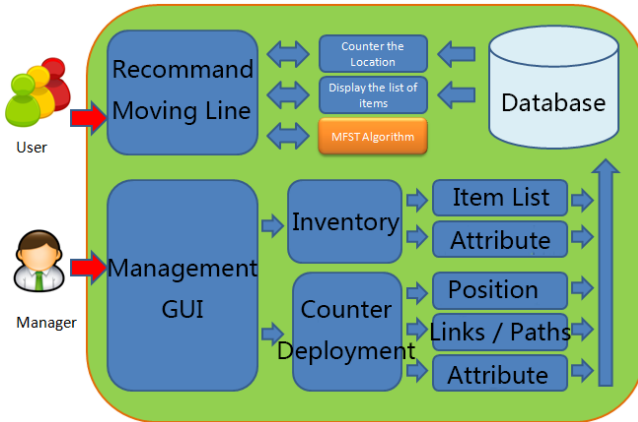 Recommand
Moving Line
Counter the
Location
Display the list of
items
MFST Algorithm
Database
User
Management
GUI
Inventory
Item List
Attribute
Counter
Deployment
Position
Links / Paths
Attribute
Manager